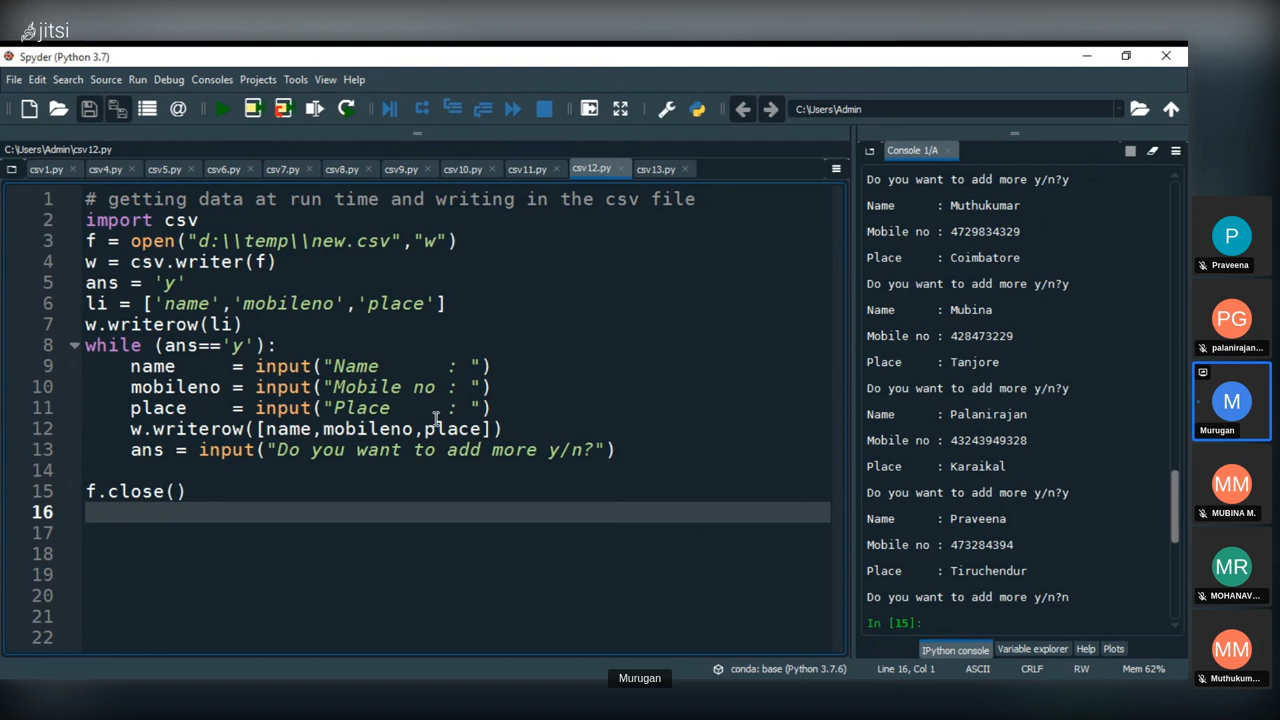 jitsi
Spyder (Python 3.7)
File Edit Search Source Run Debug Consoles Projects Tools View Help
C:\Users\Admin
C:\Users\Admin\csv12.py
csv1.py csv4.py csv5.py csv6.py csv7.py csv8.py csv9.py csv10.py csv11.py csv12.py csv13.py
1 # getting data at run time and writing in the csv file
2 import csv
3 f = open("d:\\temp\\new.csv","w")
4 w = csv.writer(f)
5 ans = 'y'
6 li = ['name','mobileno','place']
7 w.writerow(li)
8 while (ans=='y'):
9 name     = input("Name      : ")
10 mobileno = input("Mobile no : ")
11 place    = input("Place     : ")
12 w.writerow([name,mobileno,place])
13 ans = input("Do you want to add more y/n?")
14
15 f.close()
16
17
18
19
20
21
22
Console 1/A
Do you want to add more y/n?y
Name      : Muthukumar
Mobile no : 4729834329
Place     : Coimbatore
Do you want to add more y/n?y
Name      : Mubina
Mobile no : 428473229
Place     : Tanjore
Do you want to add more y/n?y
Name      : Palanirajan
Mobile no : 43243949328
Place     : Karaikal
Do you want to add more y/n?y
Name      : Praveena
Mobile no : 473284394
Place     : Tiruchendur
Do you want to add more y/n?n
In [15]:
IPython console Variable explorer Help Plots
conda: base (Python 3.7.6) Line 16, Col 1 ASCII CRLF RW Mem 62%
Murugan
P
Praveena
PG
palanirajan...
M
Murugan
MM
MUBINA M.
MR
MOHANAV...
MM
Muthukum...